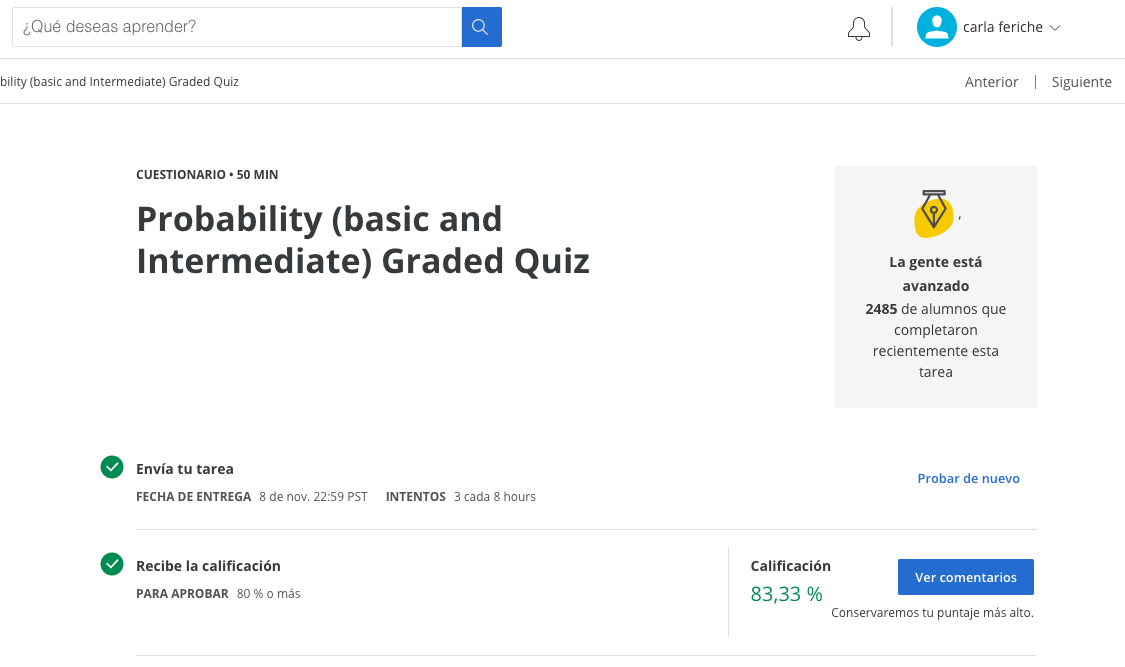 ¿Qué deseas aprender?
carla feriche
bility (basic and Intermediate) Graded Quiz
Anterior | Siguiente
CUESTIONARIO • 50 MIN
Probability (basic and
Intermediate) Graded Quiz
,
La gente está
avanzado
2485 de alumnos que
completaron
recientemente esta
tarea
Envía tu tarea
FECHA DE ENTREGA 8 de nov. 22:59 PST INTENTOS 3 cada 8 hours
Probar de nuevo
Recibe la calificación
PARA APROBAR 80 % o más
Calificación
83,33 %
Ver comentarios
Conservaremos tu puntaje más alto.